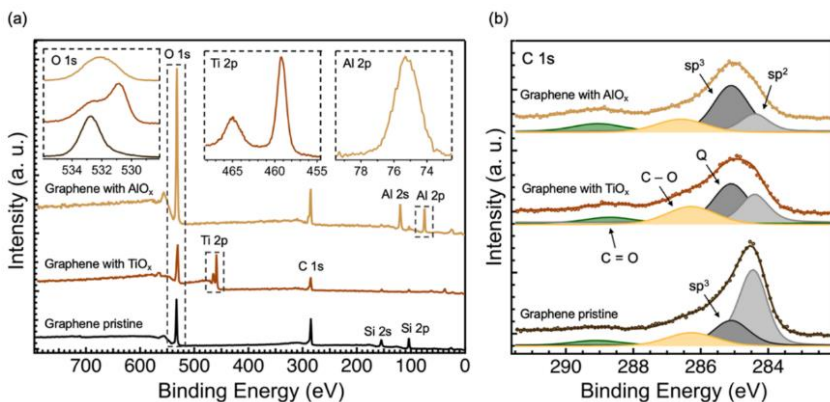 (a)
O 1s
O 1s
536 534 532 530 528
Ti 2p
465 460 455
Al 2p
78 76 74
Graphene with AlOₓ
Al 2s
Al 2p
Graphene with TiOₓ
Ti 2p
C 1s
Graphene pristine
Si 2s
Si 2p
700 600 500 400 300 200 100 0
Binding Energy (eV)
Intensity (a. u.)
(b)
C 1s
sp³
sp²
Graphene with AlOₓ
Q
Graphene with TiOₓ
C – O
C = O
sp³
Graphene pristine
290 288 286 284
Binding Energy (eV)
Intensity (a. u.)